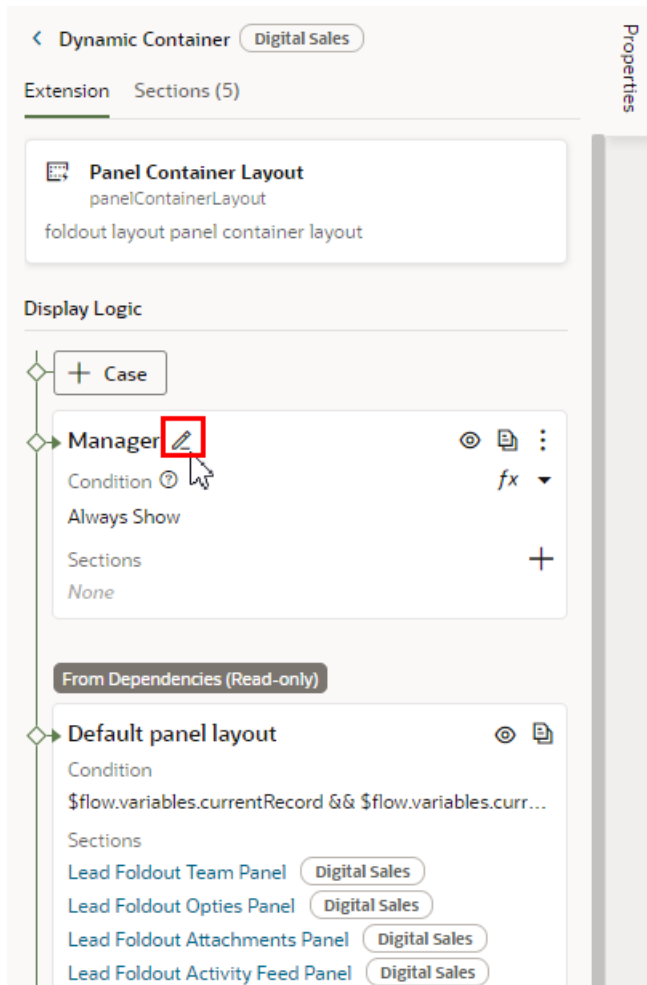 Dynamic Container Digital Sales
Properties
Extension Sections (5)
Panel Container Layout
panelContainerLayout
foldout layout panel container layout
Display Logic
+ Case
Manager
Condition ? fx
Always Show
Sections +
None
From Dependencies (Read-only)
Default panel layout
Condition
$flow.variables.currentRecord && $flow.variables.curr...
Sections
Lead Foldout Team Panel Digital Sales
Lead Foldout Opties Panel Digital Sales
Lead Foldout Attachments Panel Digital Sales
Lead Foldout Activity Feed Panel Digital Sales